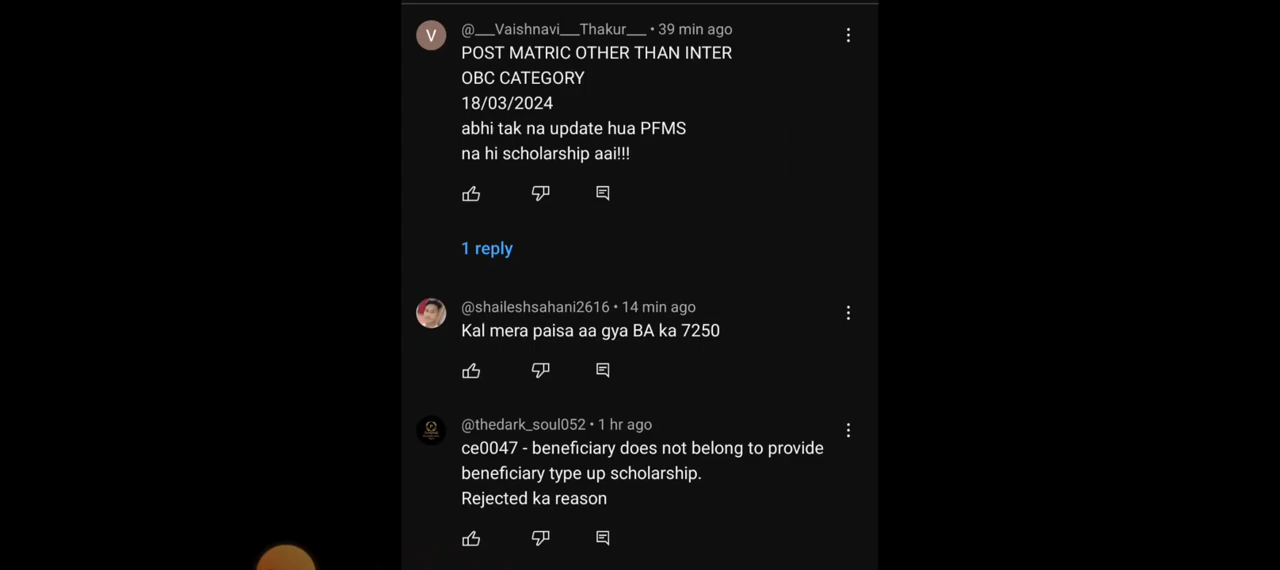 V
@___Vaishnavi___Thakur___ • 39 min ago
POST MATRIC OTHER THAN INTER
OBC CATEGORY
18/03/2024
abhi tak na update hua PFMS
na hi scholarship aai!!!
1 reply
@shaileshsahani2616 • 14 min ago
Kal mera paisa aa gya BA ka 7250
@thedark_soul052 • 1 hr ago
ce0047 - beneficiary does not belong to provide
beneficiary type up scholarship.
Rejected ka reason